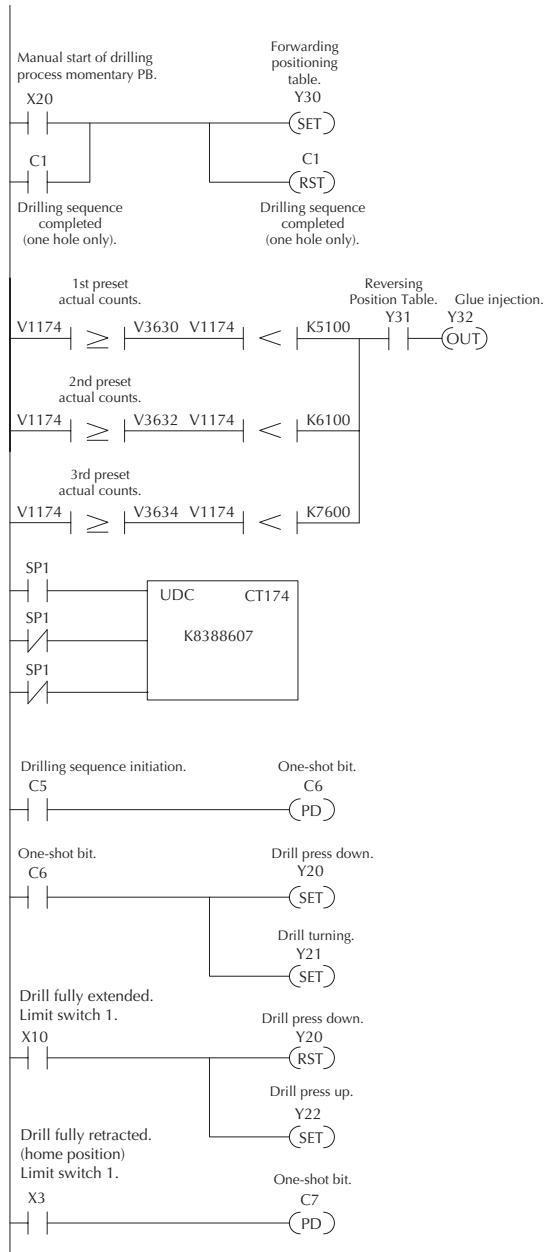 Manual start of drilling
process momentary PB.
X20
Forwarding
positioning
table.
Y30
SET
C1
Drilling sequence
completed
(one hole only).
C1
RST
Drilling sequence
completed
(one hole only).
1st preset
actual counts.
Reversing
Position Table.
Y31
Glue injection.
Y32
V1174 ≥ V3630 V1174 < K5100
OUT
2nd preset
actual counts.
V1174 ≥ V3632 V1174 < K6100
3rd preset
actual counts.
V1174 ≥ V3634 V1174 < K7600
SP1
UDC CT174
SP1
K8388607
SP1
Drilling sequence initiation.
C5
One-shot bit.
C6
PD
One-shot bit.
C6
Drill press down.
Y20
SET
Drill turning.
Y21
SET
Drill fully extended.
Limit switch 1.
X10
Drill press down.
Y20
RST
Drill press up.
Y22
SET
Drill fully retracted.
(home position)
Limit switch 1.
X3
One-shot bit.
C7
PD